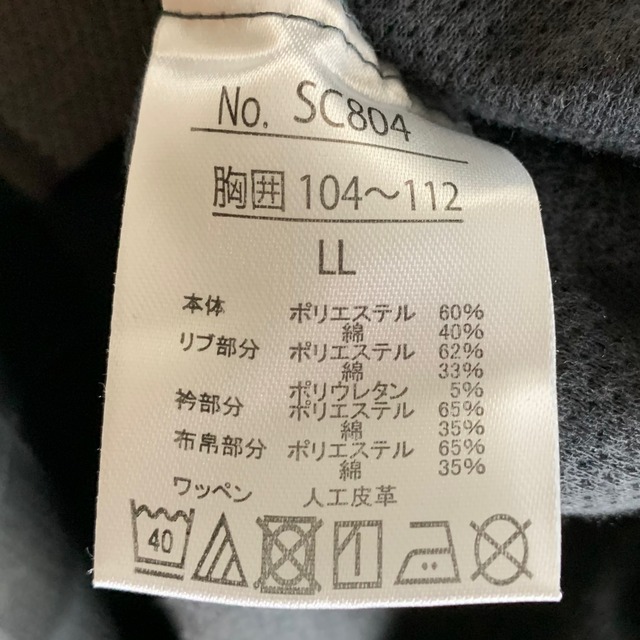 No. SC804
胸囲 104～112
LL
本体 ポリエステル 60%
綿 40%
リブ部分 ポリエステル 62%
綿 33%
ポリウレタン 5%
衿部分 ポリエステル 65%
綿 35%
布帛部分 ポリエステル 65%
綿 35%
ワッペン 人工皮革
40